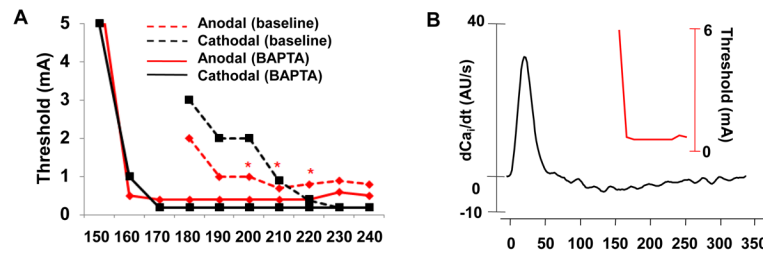 A
Anodal (baseline)
Cathodal (baseline)
Anodal (BAPTA)
Cathodal (BAPTA)
Threshold (mA)
5
4
3
2
1
0
* * *
150 160 170 180 190 200 210 220 230 240
B
dCai/dt (AU/s)
40
0
-10
6
0
Threshold (mA)
0 50 100 150 200 250 300 350